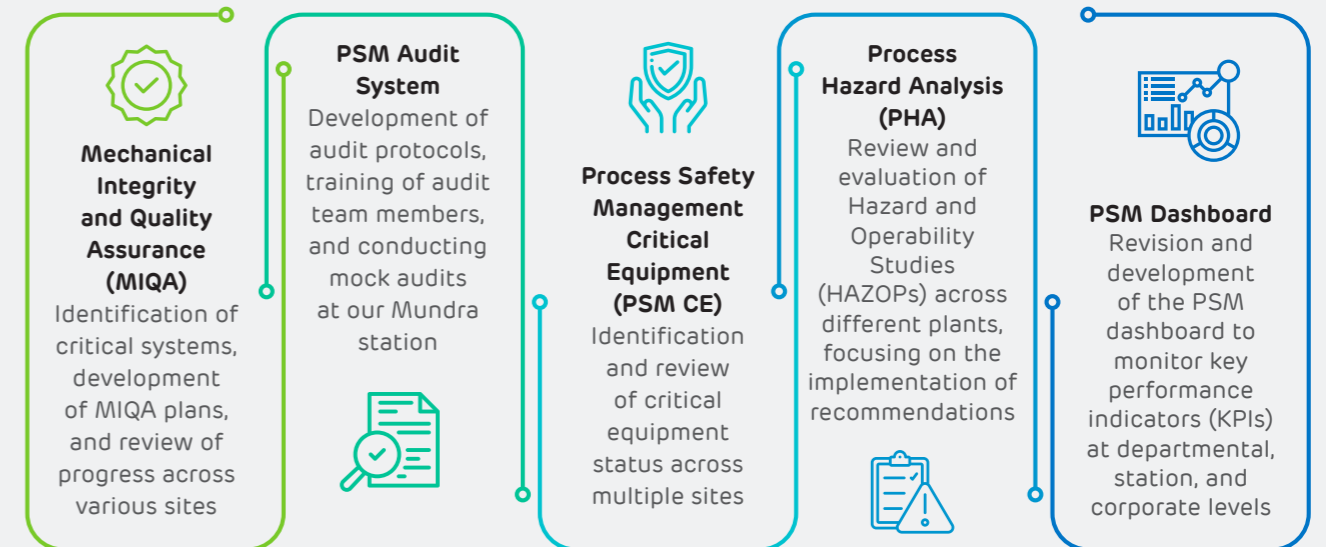 Mechanical
Integrity
and Quality
Assurance
(MIQA)
Identification of
critical systems,
development
of MIQA plans,
and review of
progress across
various sites
PSM Audit
System
Development of
audit protocols,
training of audit
team members,
and conducting
mock audits
at our Mundra
station
Process Safety
Management
Critical
Equipment
(PSM CE)
Identification
and review
of critical
equipment
status across
multiple sites
Process
Hazard Analysis
(PHA)
Review and
evaluation of
Hazard and
Operability
Studies
(HAZOPs) across
different plants,
focusing on the
implementation of
recommendations
PSM Dashboard
Revision and
development
of the PSM
dashboard to
monitor key
performance
indicators (KPIs)
at departmental,
station, and
corporate levels